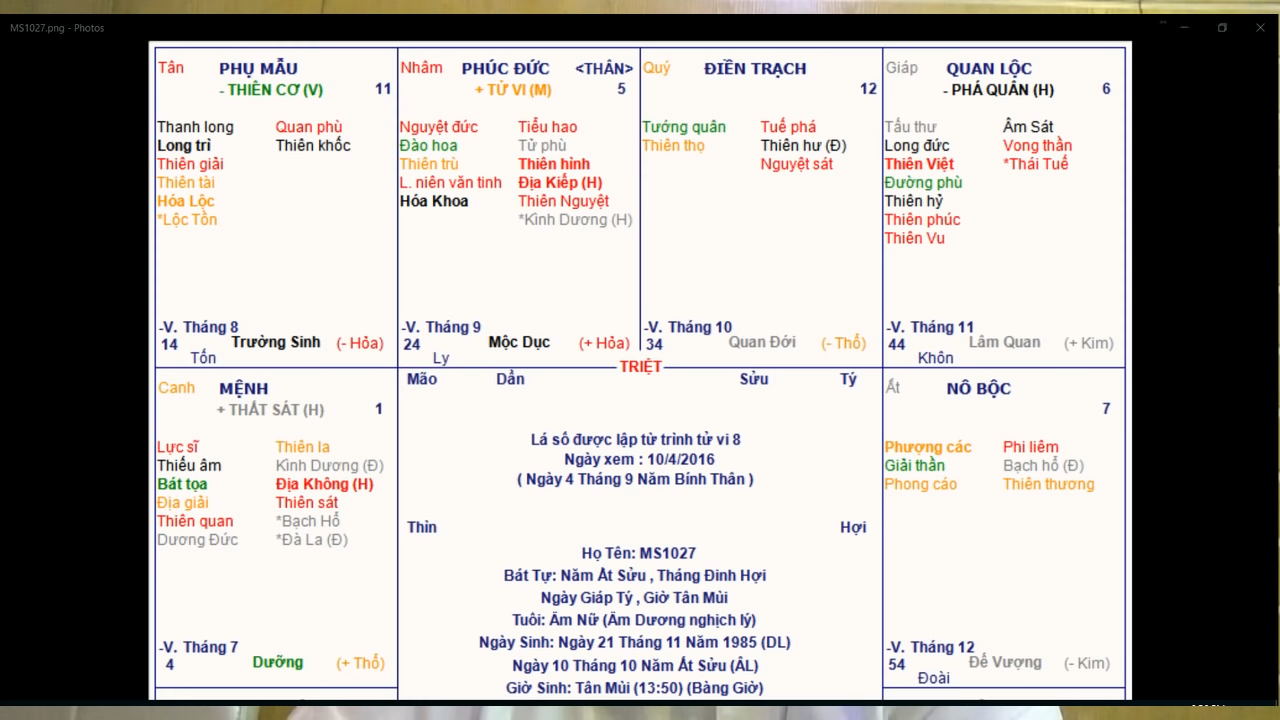 MS1027.png - Photos
Tân PHỤ MẪU
- THIÊN CƠ (V) 11
Thanh long Quan phù
Long trì Thiên khốc
Thiên giải
Thiên tài
Hóa Lộc
*Lộc Tồn
-V. Tháng 8
14 Trường Sinh (- Hỏa)
Tốn
Nhâm PHÚC ĐỨC <THÂN>
+ TỬ VI (M) 5
Nguyệt đức Tiểu hao
Đào hoa Tử phù
Thiên trù Thiên hình
L. niên văn tinh Địa Kiếp (H)
Hóa Khoa Thiên Nguyệt
*Kình Dương (H)
-V. Tháng 9
24 Mộc Dục (+ Hỏa)
Ly
Quý ĐIỀN TRẠCH
12
Tướng quân Tuế phá
Thiên thọ Thiên hư (Đ)
Nguyệt sát
-V. Tháng 10
34 Quan Đới (- Thổ)
Giáp QUAN LỘC
- PHÁ QUÂN (H) 6
Tấu thư Âm Sát
Long đức Vong thần
Thiên Việt *Thái Tuế
Đường phù
Thiên hỷ
Thiên phúc
Thiên Vu
-V. Tháng 11
44 Lâm Quan (+ Kim)
Khôn
TRIỆT
Canh MỆNH
+ THẤT SÁT (H) 1
Lực sĩ Thiên la
Thiếu âm Kình Dương (Đ)
Bát tọa Địa Không (H)
Địa giải Thiên sát
Thiên quan *Bạch Hổ
Dương Đức *Đà La (Đ)
-V. Tháng 7
4 Dưỡng (+ Thổ)
Mão Dần Sửu Tý
Lá số được lập từ trình tử vi 8
Ngày xem : 10/4/2016
( Ngày 4 Tháng 9 Năm Bính Thân )
Thìn Hợi
Họ Tên: MS1027
Bát Tự: Năm Ất Sửu , Tháng Đinh Hợi
Ngày Giáp Tý , Giờ Tân Mùi
Tuổi: Âm Nữ (Âm Dương nghịch lý)
Ngày Sinh: Ngày 21 Tháng 11 Năm 1985 (DL)
Ngày 10 Tháng 10 Năm Ất Sửu (ÂL)
Giờ Sinh: Tân Mùi (13:50) (Bàng Giờ)
Ất NÔ BỘC
7
Phượng các Phi liêm
Giải thần Bạch hổ (Đ)
Phong cáo Thiên thương
-V. Tháng 12
54 Đế Vượng (- Kim)
Đoài